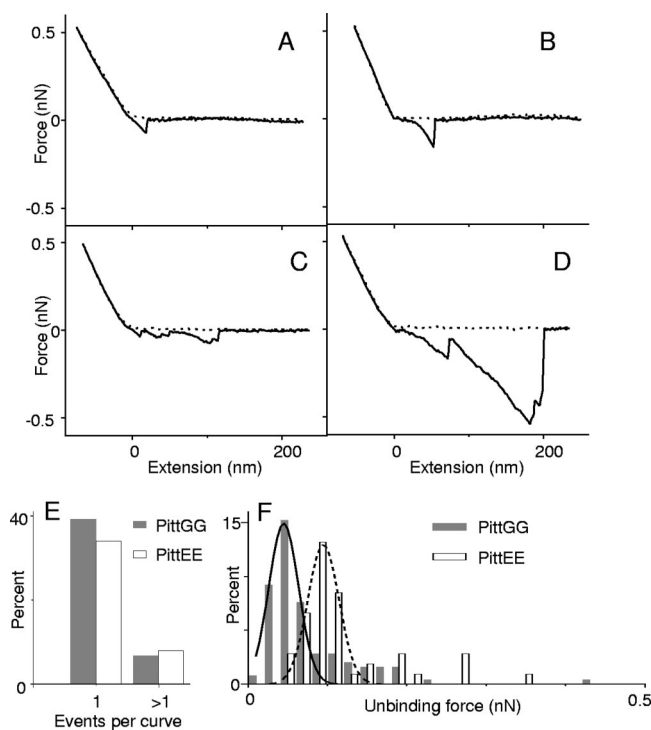 A
B
0.5
0
-0.5
Force (nN)
C
D
0.5
0
-0.5
Force (nN)
0
200
0
200
Extension (nm)
Extension (nm)
E
40
0
Percent
PittGG
PittEE
1
>1
Events per curve
F
15
0
Percent
PittGG
PittEE
0
0.5
Unbinding force (nN)